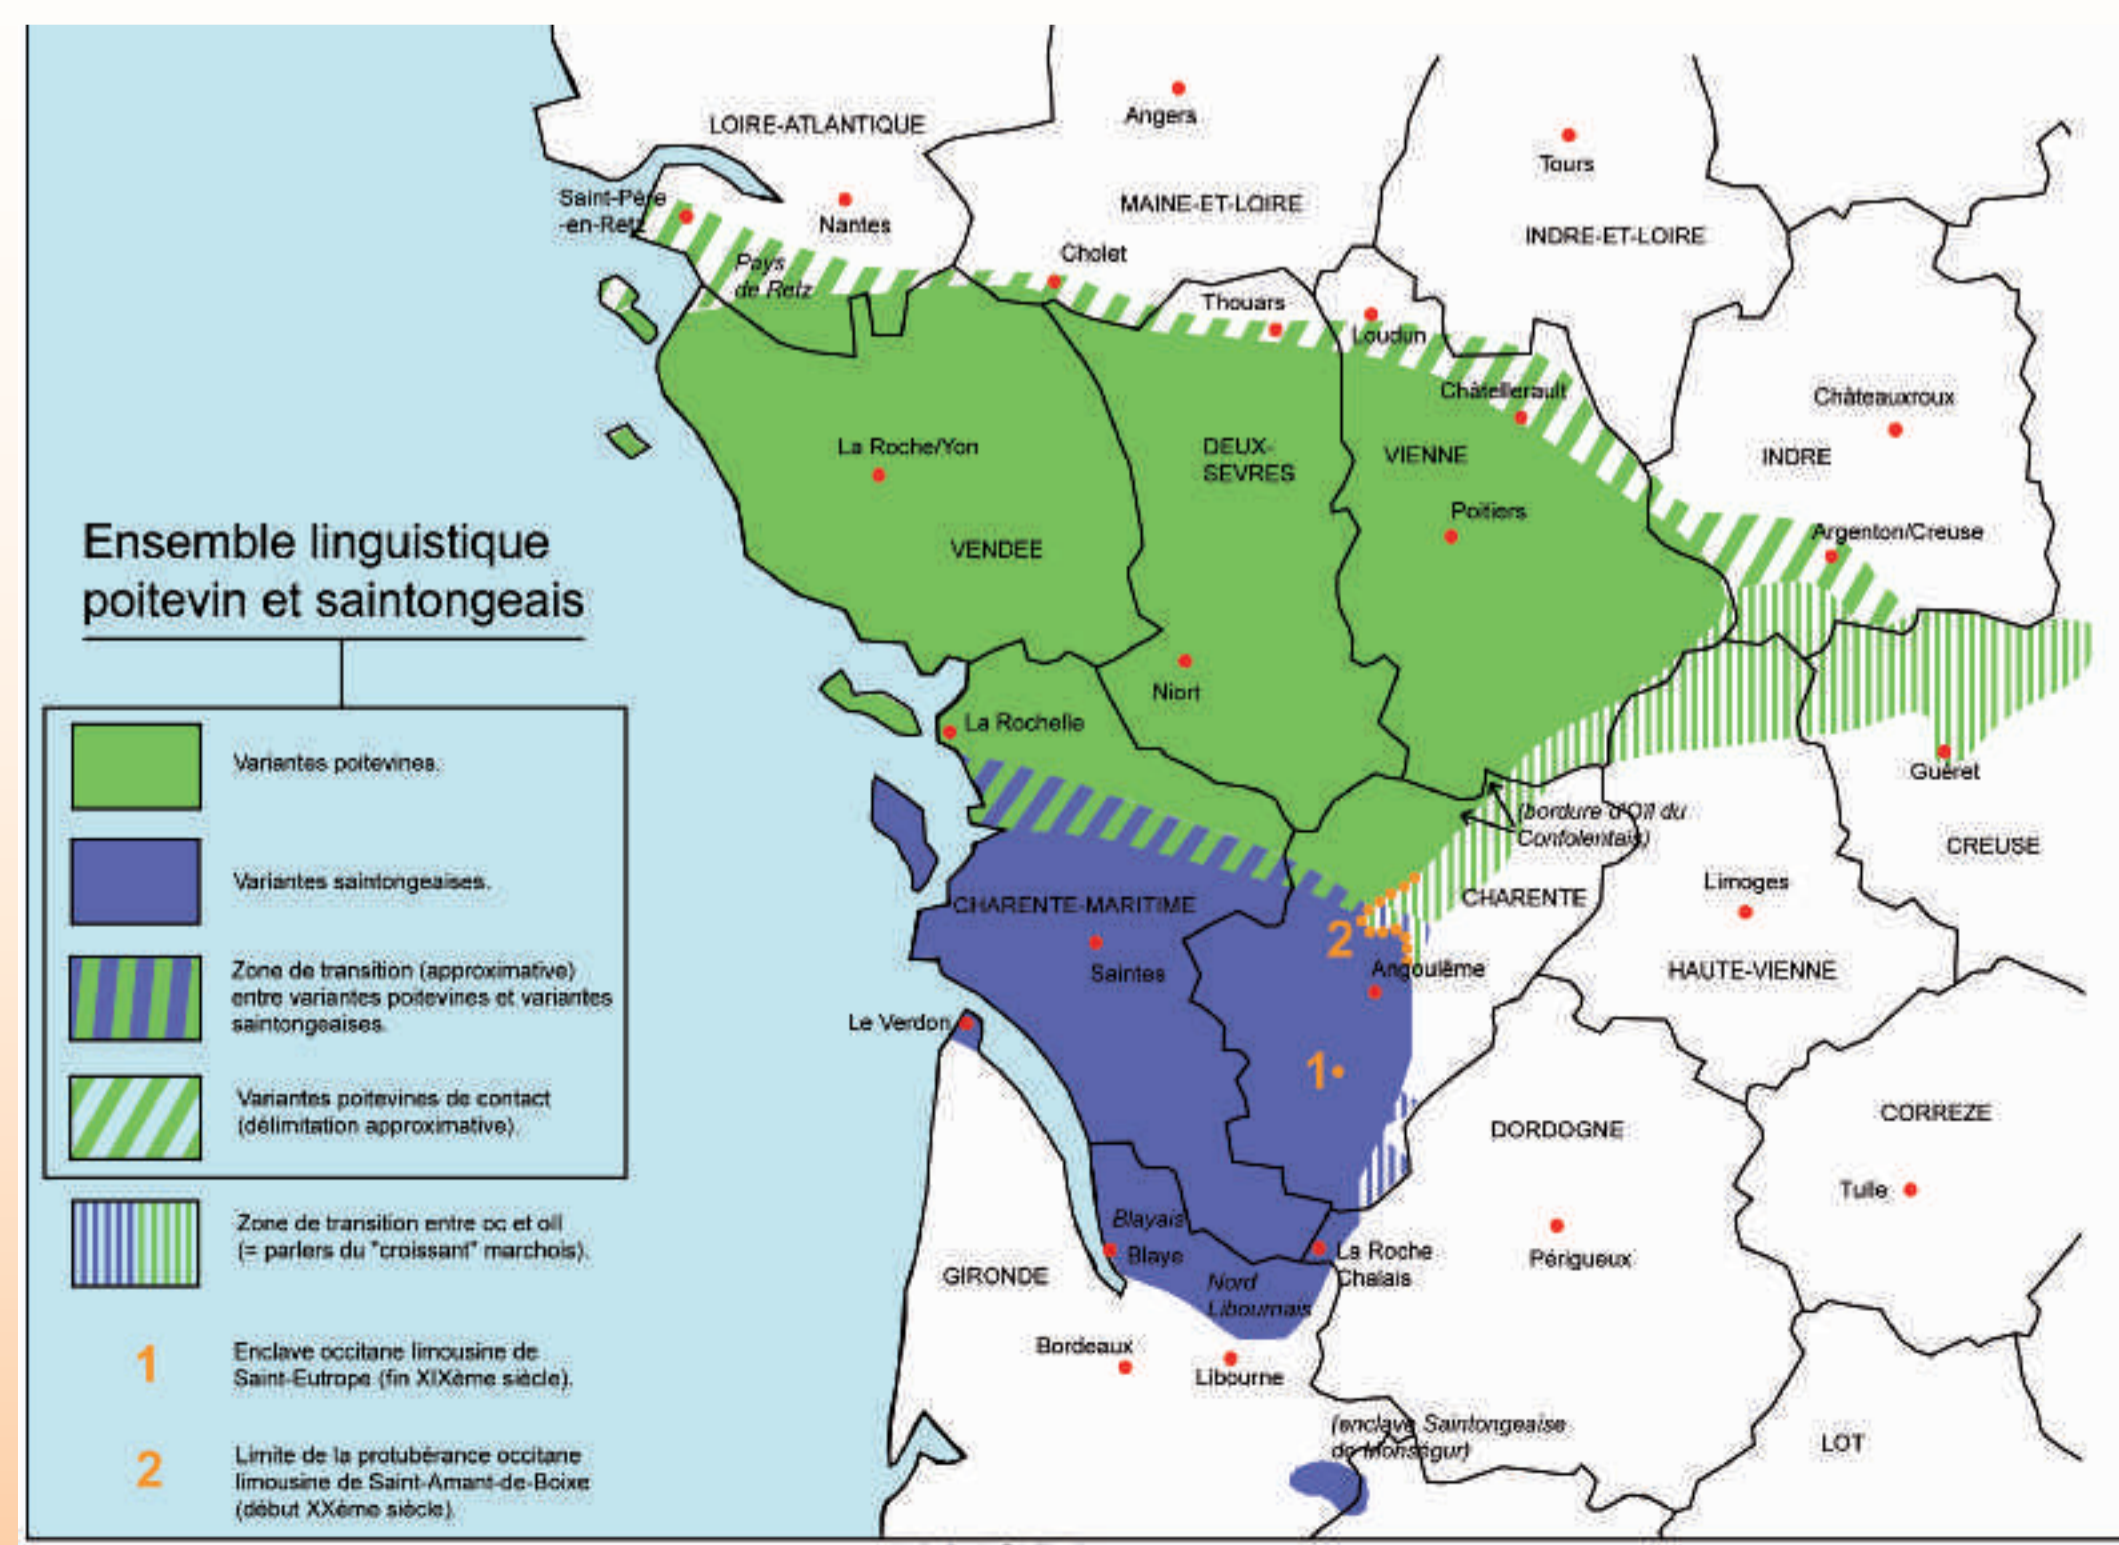 LOIRE-ATLANTIQUE
Angers
Tours
Saint-Père
-en-Retz
Nantes
MAINE-ET-LOIRE
INDRE-ET-LOIRE
Pays
de Retz
Cholet
Thouars
Loudun
Châtellerault
Châteauxroux
La Roche/Yon
DEUX-
SEVRES
VIENNE
INDRE
Poitiers
Argenton/Creuse
VENDEE
Ensemble linguistique
poitevin et saintongeais
Niort
La Rochelle
Variantes poitevines.
Guéret
(bordure d'Oïl du
Confolentais)
CREUSE
Variantes saintongeaises.
CHARENTE-MARITIME
CHARENTE
Limoges
2
Saintes
Angoulême
HAUTE-VIENNE
Zone de transition (approximative)
entre variantes poitevines et variantes
saintongeaises.
Le Verdon
1
Variantes poitevines de contact
(délimitation approximative).
DORDOGNE
CORREZE
Tulle
Zone de transition entre oc et oïl
(= parlers du "croissant" marchois).
Blayais
Blaye
La Roche
Chalais
Périgueux
GIRONDE
Nord
Libournais
Bordeaux
Libourne
1
Enclave occitane limousine de
Saint-Eutrope (fin XIXème siècle).
(enclave Saintongeaise
de Monségur)
LOT
2
Limite de la protubérance occitane
limousine de Saint-Amant-de-Boixe
(début XXème siècle).